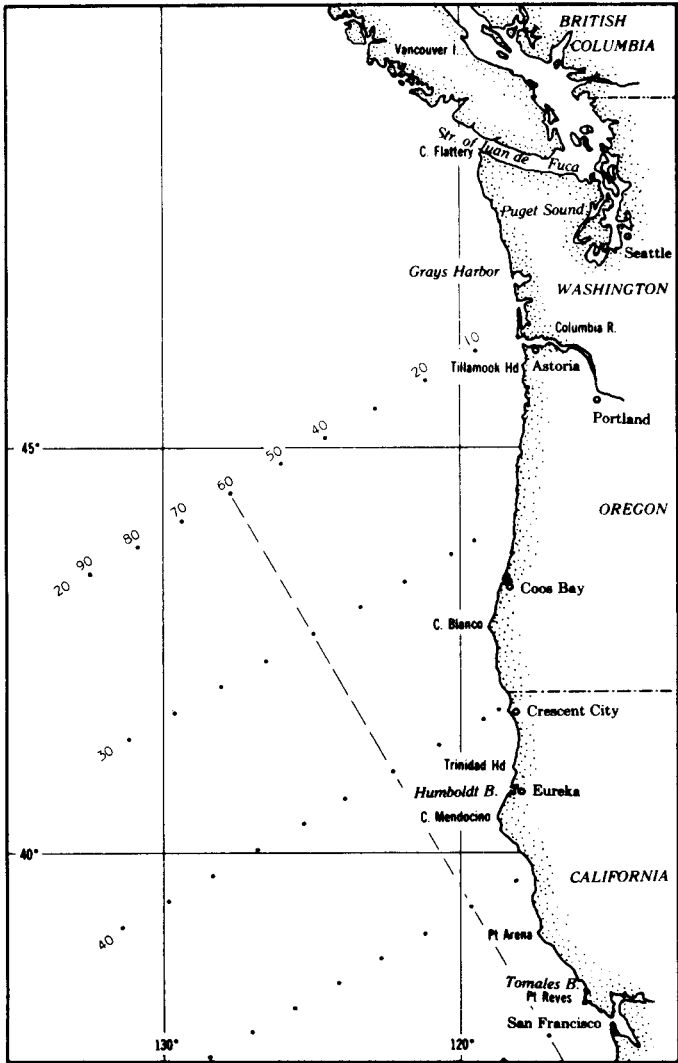 BRITISH
COLUMBIA
Vancouver I.
Str. of Juan de Fuca
C. Flattery
Puget Sound
Seattle
Grays Harbor
WASHINGTON
Columbia R.
10
Tillamook Hd
Astoria
20
Portland
40
45°
50
60
70
OREGON
80
90
20
Coos Bay
C. Blanco
Crescent City
30
Trinidad Hd
Humboldt B.
Eureka
C. Mendocino
40°
CALIFORNIA
Pt Arena
40
Tomales B.
Pt Reyes
San Francisco
130°
120°